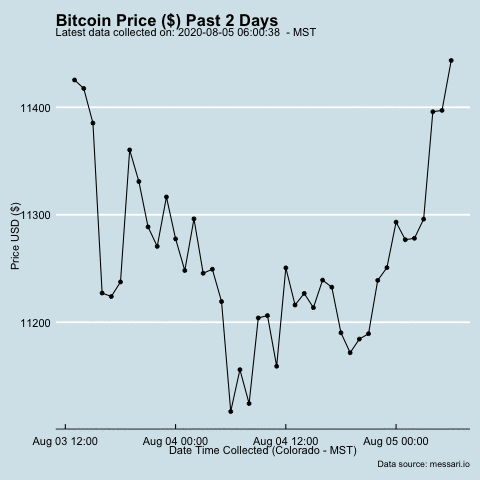 Bitcoin Price ($) Past 2 Days
Latest data collected on: 2020-08-05 06:00:38  - MST
11400
11300
11200
Price USD ($)
Aug 03 12:00
Aug 04 00:00
Aug 04 12:00
Aug 05 00:00
Date Time Collected (Colorado - MST)
Data source: messari.io